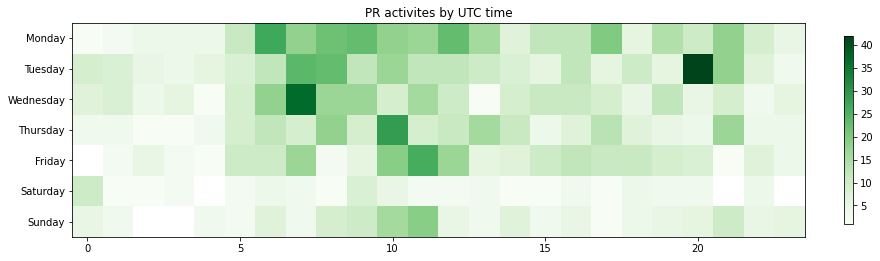 PR activites by UTC time
Monday
Tuesday
Wednesday
Thursday
Friday
Saturday
Sunday
0 5 10 15 20
40
35
30
25
20
15
10
5